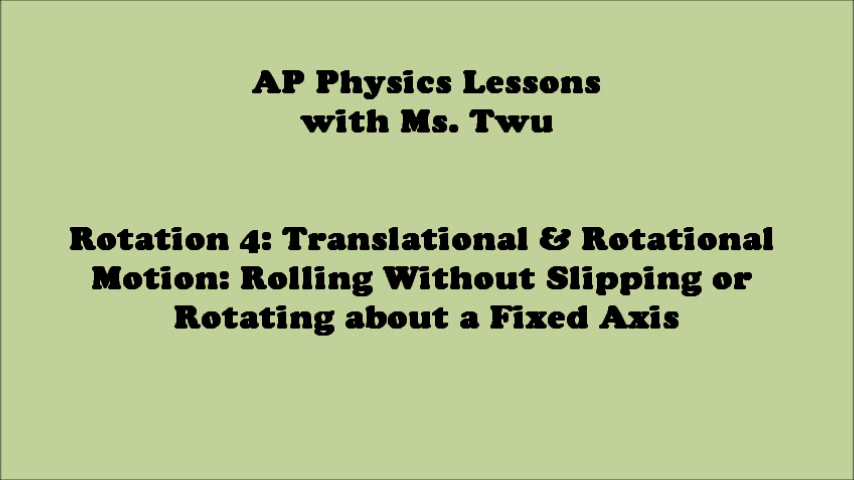 AP Physics Lessons
with Ms. Twu
Rotation 4: Translational & Rotational
Motion: Rolling Without Slipping or
Rotating about a Fixed Axis